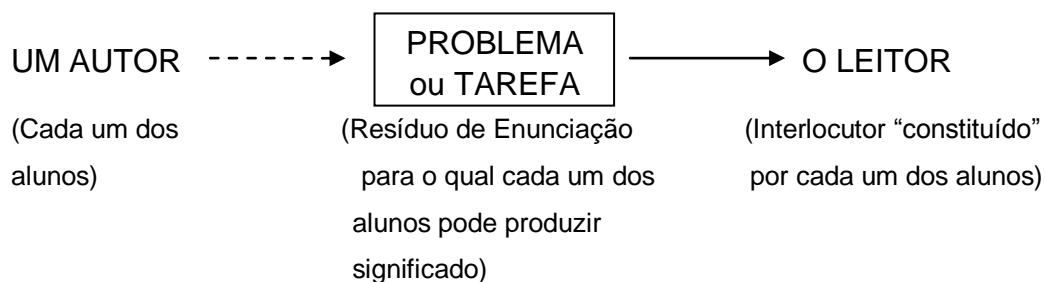 UM AUTOR
PROBLEMA
ou TAREFA
O LEITOR
(Cada um dos
alunos)
(Resíduo de Enunciação
para o qual cada um dos
alunos pode produzir
significado)
(Interlocutor “constituído”
por cada um dos alunos)